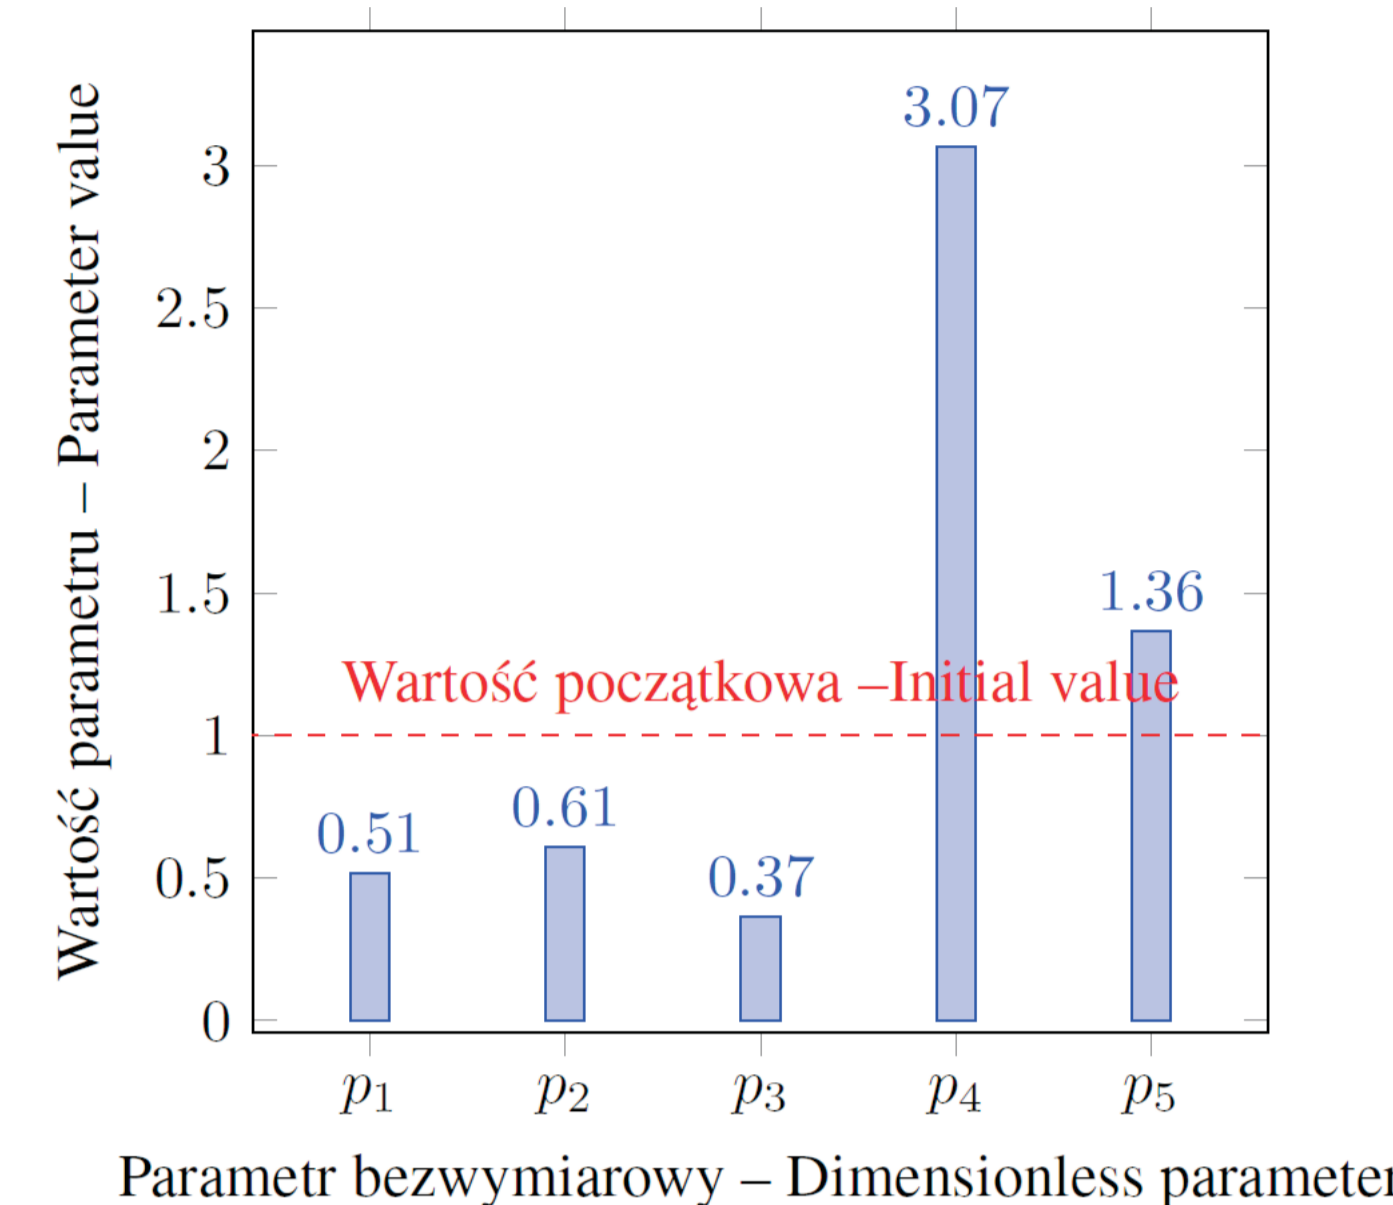 Wartość parametru – Parameter value
3.07
3
2.5
2
1.5
1.36
Wartość początkowa –Initial value
1
0.61
0.51
0.37
0.5
0
p1
p2
p3
p4
p5
Parametr bezwymiarowy – Dimensionless parameter